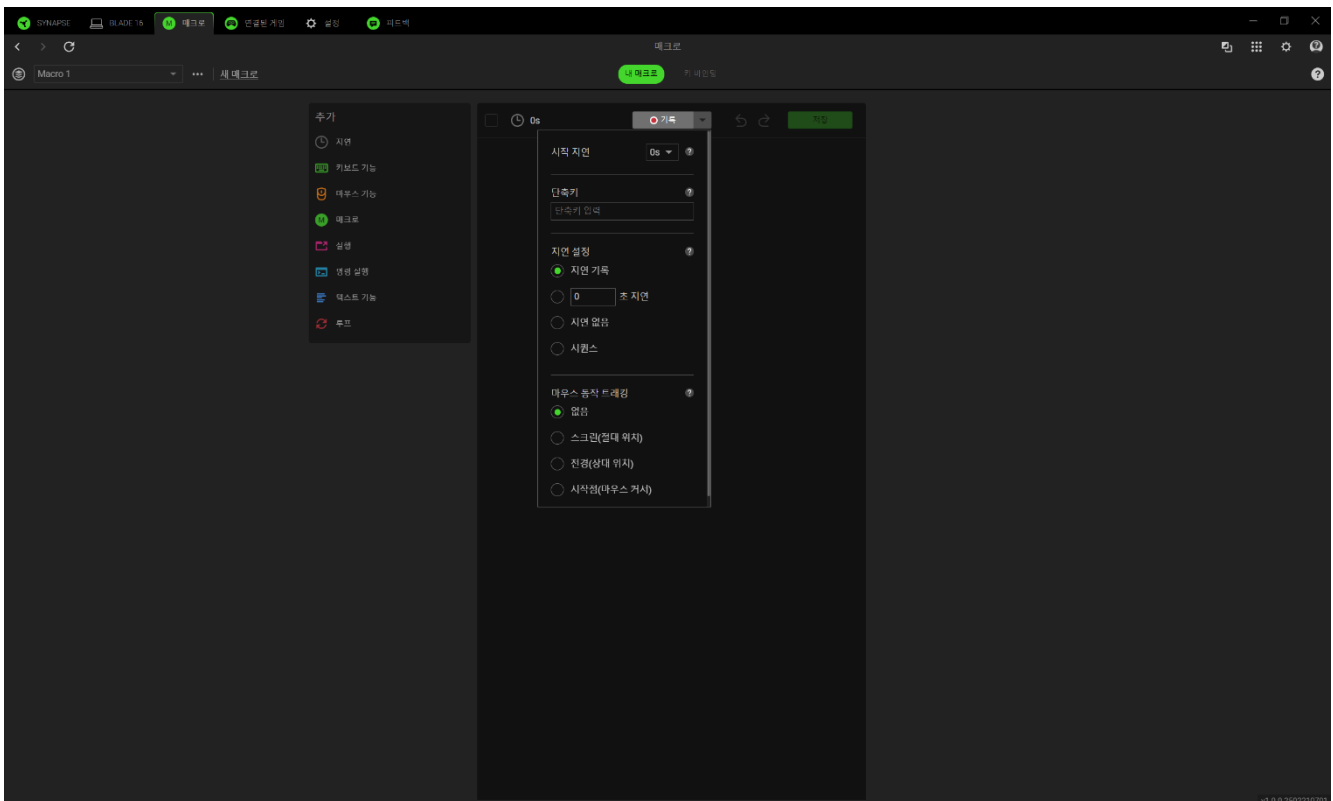 SYNAPSE BLADE 16 매크로 연결된 게임 설정 피드백
매크로
Macro 1 새 매크로 내 매크로 키 바인딩
추가
지연
키보드 기능
마우스 기능
매크로
실행
명령 실행
텍스트 기능
루프
0s 기록 저장
시작 지연 0s
단축키
단축키 입력
지연 설정
지연 기록
0 초 지연
지연 없음
시퀀스
마우스 동작 트래킹
없음
스크린(절대 위치)
전경(상대 위치)
시작점(마우스 커서)